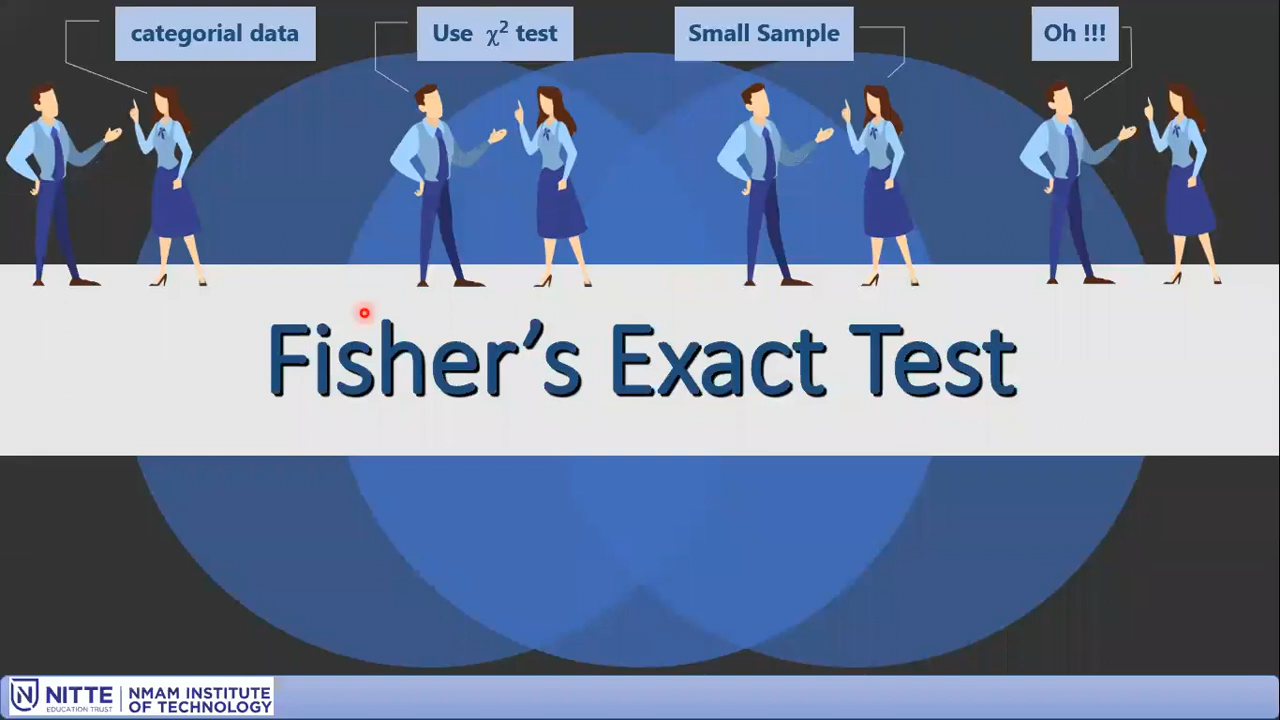 categorial data
Use χ² test
Small Sample
Oh !!!
Fisher’s Exact Test
NITTE
EDUCATION TRUST
NMAM INSTITUTE
OF TECHNOLOGY